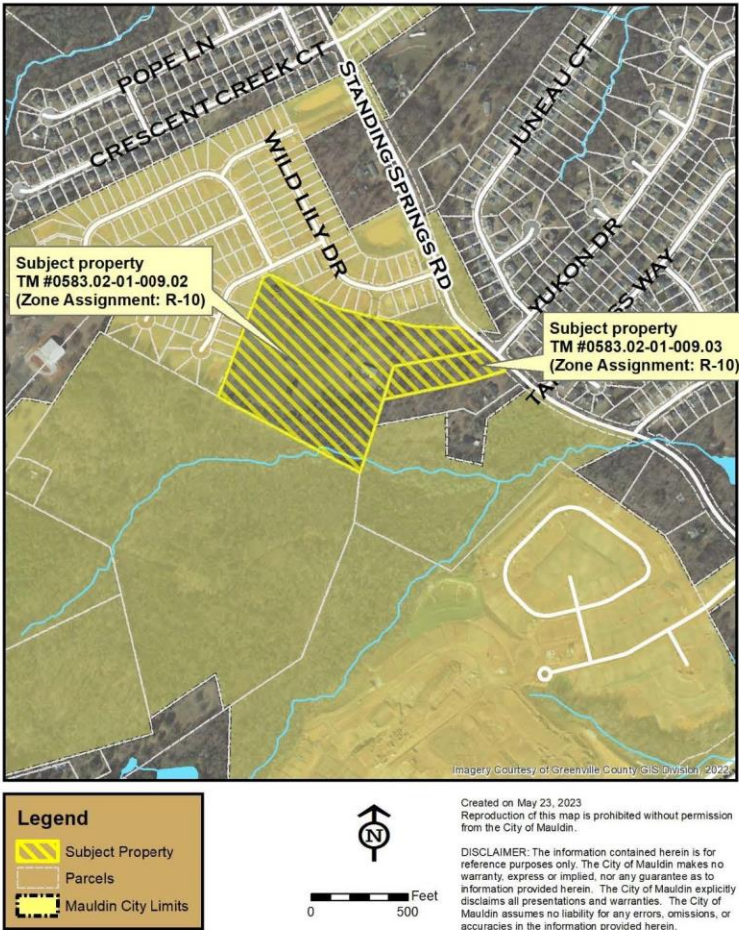 POPE LN
CRESCENT CREEK CT
STANDING SPRINGS RD
JUNEAU CT
WILD LILY DR
YUKON DR
Subject property
TM #0583.02-01-009.02
(Zone Assignment: R-10)
Subject property
TM #0583.02-01-009.03
(Zone Assignment: R-10)
WAY
Imagery Courtesy of Greenville County GIS Division, 2022
Legend
Subject Property
Parcels
Mauldin City Limits
N
Feet
0 500
Created on May 23, 2023
Reproduction of this map is prohibited without permission
from the City of Mauldin.
DISCLAIMER: The information contained herein is for
reference purposes only. The City of Mauldin makes no
warranty, express or implied, nor any guarantee as to
information provided herein. The City of Mauldin explicitly
disclaims all presentations and warranties. The City of
Mauldin assumes no liability for any errors, omissions, or
accuracies in the information provided herein.